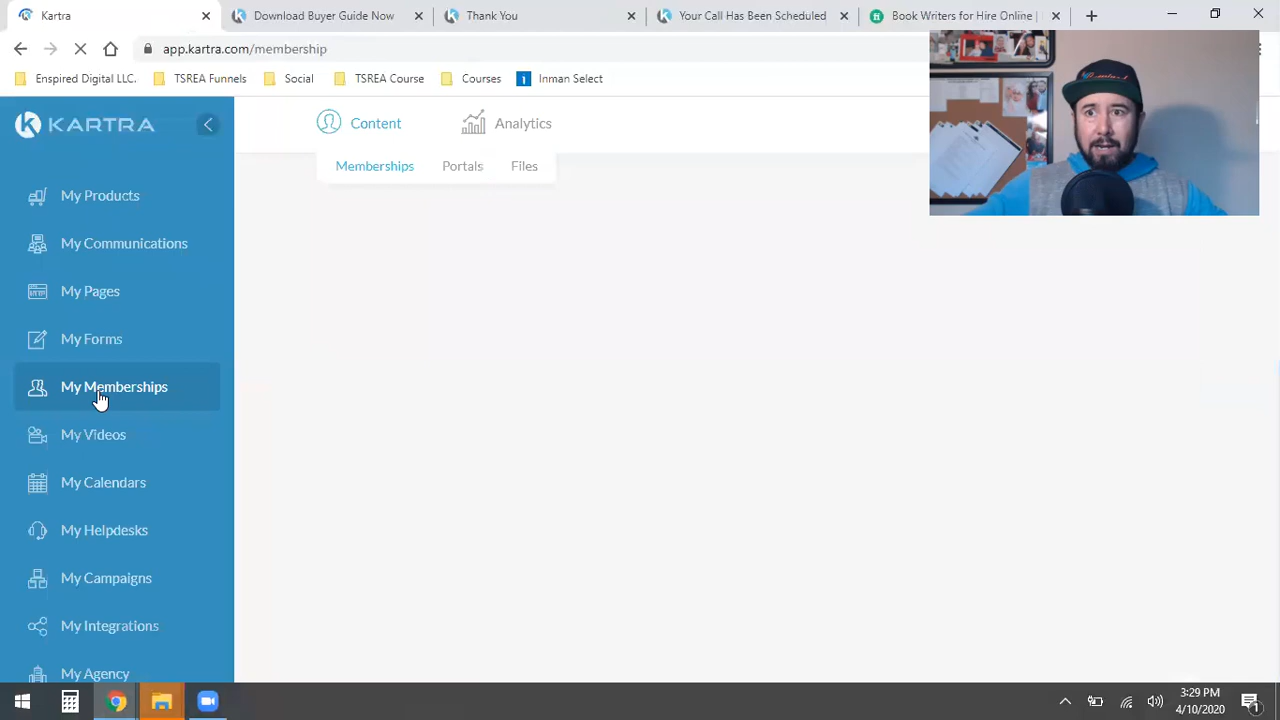 Kartra
Download Buyer Guide Now
Thank You
Your Call Has Been Scheduled
Book Writers for Hire Online |
app.kartra.com/membership
Enspired Digital LLC.
TSREA Funnels
Social
TSREA Course
Courses
Inman Select
KARTRA
Content
Analytics
Memberships
Portals
Files
My Products
My Communications
My Pages
My Forms
My Memberships
My Videos
My Calendars
My Helpdesks
My Campaigns
My Integrations
My Agency
3:29 PM
4/10/2020
1